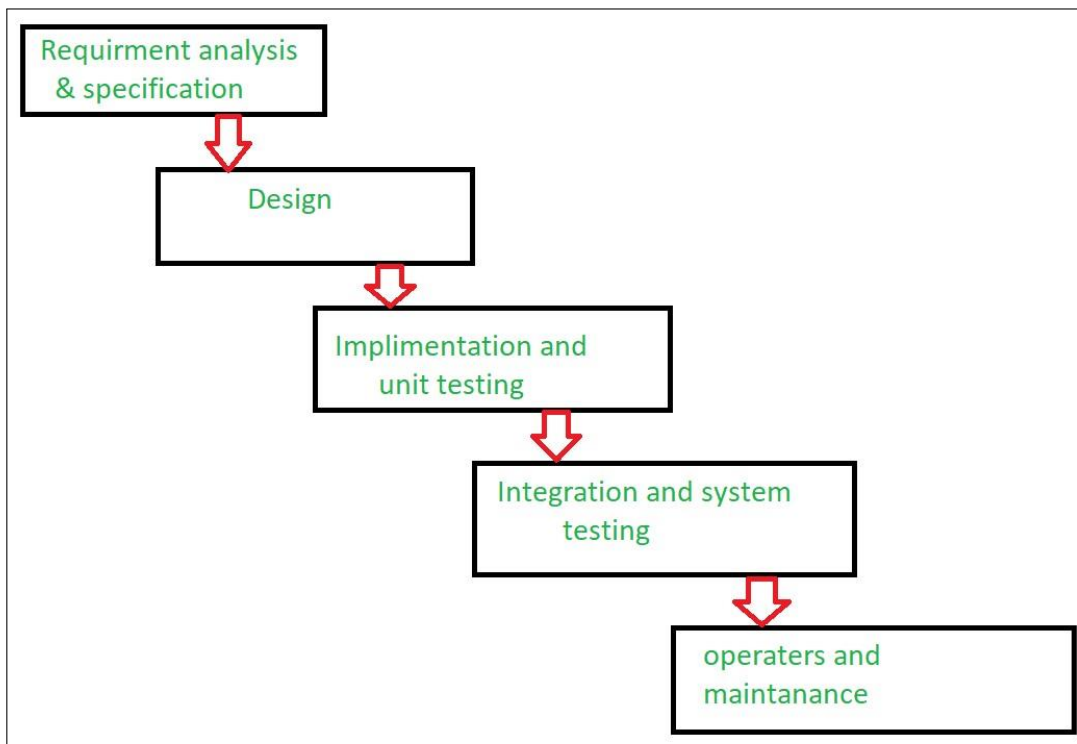 Requirment analysis
& specification
Design
Implimentation and
unit testing
Integration and system
testing
operaters and
maintanance